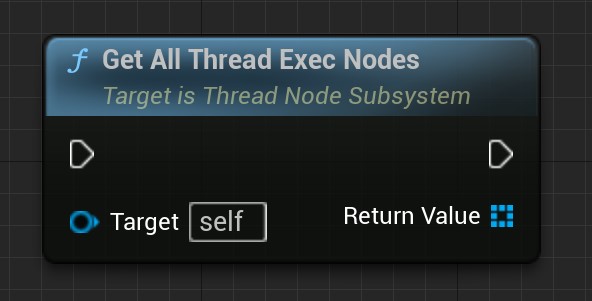 f Get All Thread Exec Nodes
Target is Thread Node Subsystem
Target self Return Value